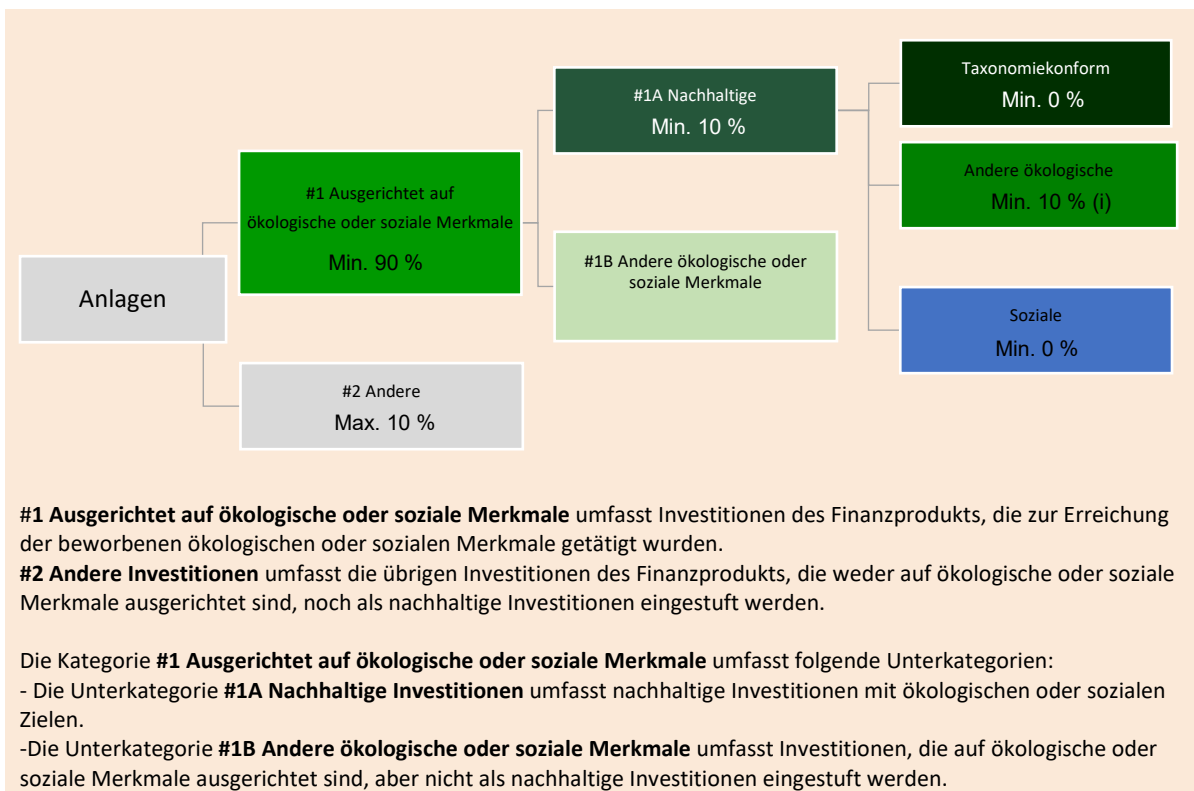 Anlagen
#1 Ausgerichtet auf
ökologische oder soziale Merkmale
Min. 90 %
#2 Andere
Max. 10 %
#1A Nachhaltige
Min. 10 %
#1B Andere ökologische oder
soziale Merkmale
Taxonomiekonform
Min. 0 %
Andere ökologische
Min. 10 % (i)
Soziale
Min. 0 %
#1 Ausgerichtet auf ökologische oder soziale Merkmale umfasst Investitionen des Finanzprodukts, die zur Erreichung
der beworbenen ökologischen oder sozialen Merkmale getätigt wurden.
#2 Andere Investitionen umfasst die übrigen Investitionen des Finanzprodukts, die weder auf ökologische oder soziale
Merkmale ausgerichtet sind, noch als nachhaltige Investitionen eingestuft werden.
Die Kategorie #1 Ausgerichtet auf ökologische oder soziale Merkmale umfasst folgende Unterkategorien:
- Die Unterkategorie #1A Nachhaltige Investitionen umfasst nachhaltige Investitionen mit ökologischen oder sozialen
Zielen.
-Die Unterkategorie #1B Andere ökologische oder soziale Merkmale umfasst Investitionen, die auf ökologische oder
soziale Merkmale ausgerichtet sind, aber nicht als nachhaltige Investitionen eingestuft werden.